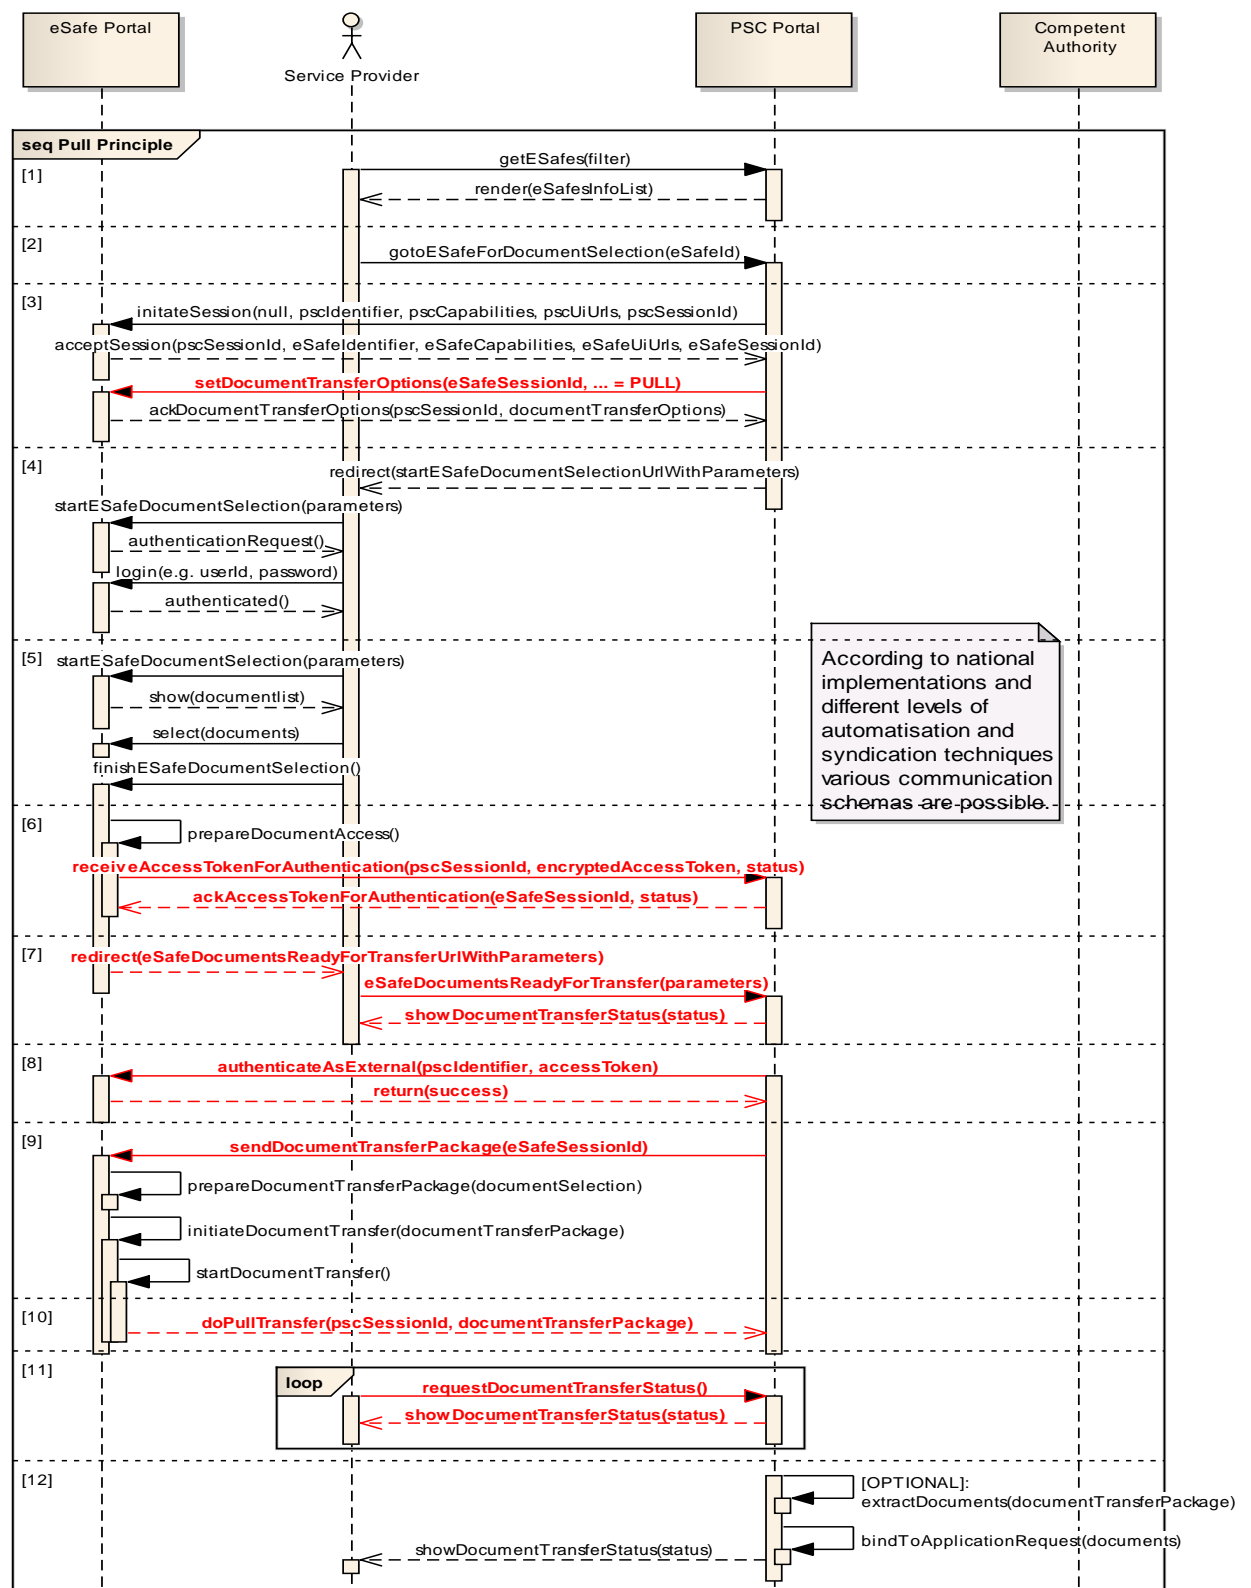 eSafe Portal
Service Provider
PSC Portal
Competent
Authority
seq Pull Principle
[1]
getESafes(filter)
render(eSafesInfoList)
[2]
gotoESafeForDocumentSelection(eSafeId)
[3]
initateSession(null, pscIdentifier, pscCapabilities, pscUiUrls, pscSessionId)
acceptSession(pscSessionId, eSafeIdentifier, eSafeCapabilities, eSafeUiUrls, eSafeSessionId)
setDocumentTransferOptions(eSafeSessionId, ... = PULL)
ackDocumentTransferOptions(pscSessionId, documentTransferOptions)
[4]
redirect(startESafeDocumentSelectionUrlWithParameters)
startESafeDocumentSelection(parameters)
authenticationRequest()
login(e.g. userId, password)
authenticated()
[5]
startESafeDocumentSelection(parameters)
show(documentlist)
select(documents)
finishESafeDocumentSelection()
According to national
implementations and
different levels of
automatisation and
syndication techniques
various communication
schemas are possible.
[6]
prepareDocumentAccess()
receiveAccessTokenForAuthentication(pscSessionId, encryptedAccessToken, status)
ackAccessTokenForAuthentication(eSafeSessionId, status)
[7]
redirect(eSafeDocumentsReadyForTransferUrlWithParameters)
eSafeDocumentsReadyForTransfer(parameters)
showDocumentTransferStatus(status)
[8]
authenticateAsExternal(pscIdentifier, accessToken)
return(success)
[9]
sendDocumentTransferPackage(eSafeSessionId)
prepareDocumentTransferPackage(documentSelection)
initiateDocumentTransfer(documentTransferPackage)
startDocumentTransfer()
[10]
doPullTransfer(pscSessionId, documentTransferPackage)
[11]
loop
requestDocumentTransferStatus()
showDocumentTransferStatus(status)
[12]
[OPTIONAL]:
extractDocuments(documentTransferPackage)
bindToApplicationRequest(documents)
showDocumentTransferStatus(status)